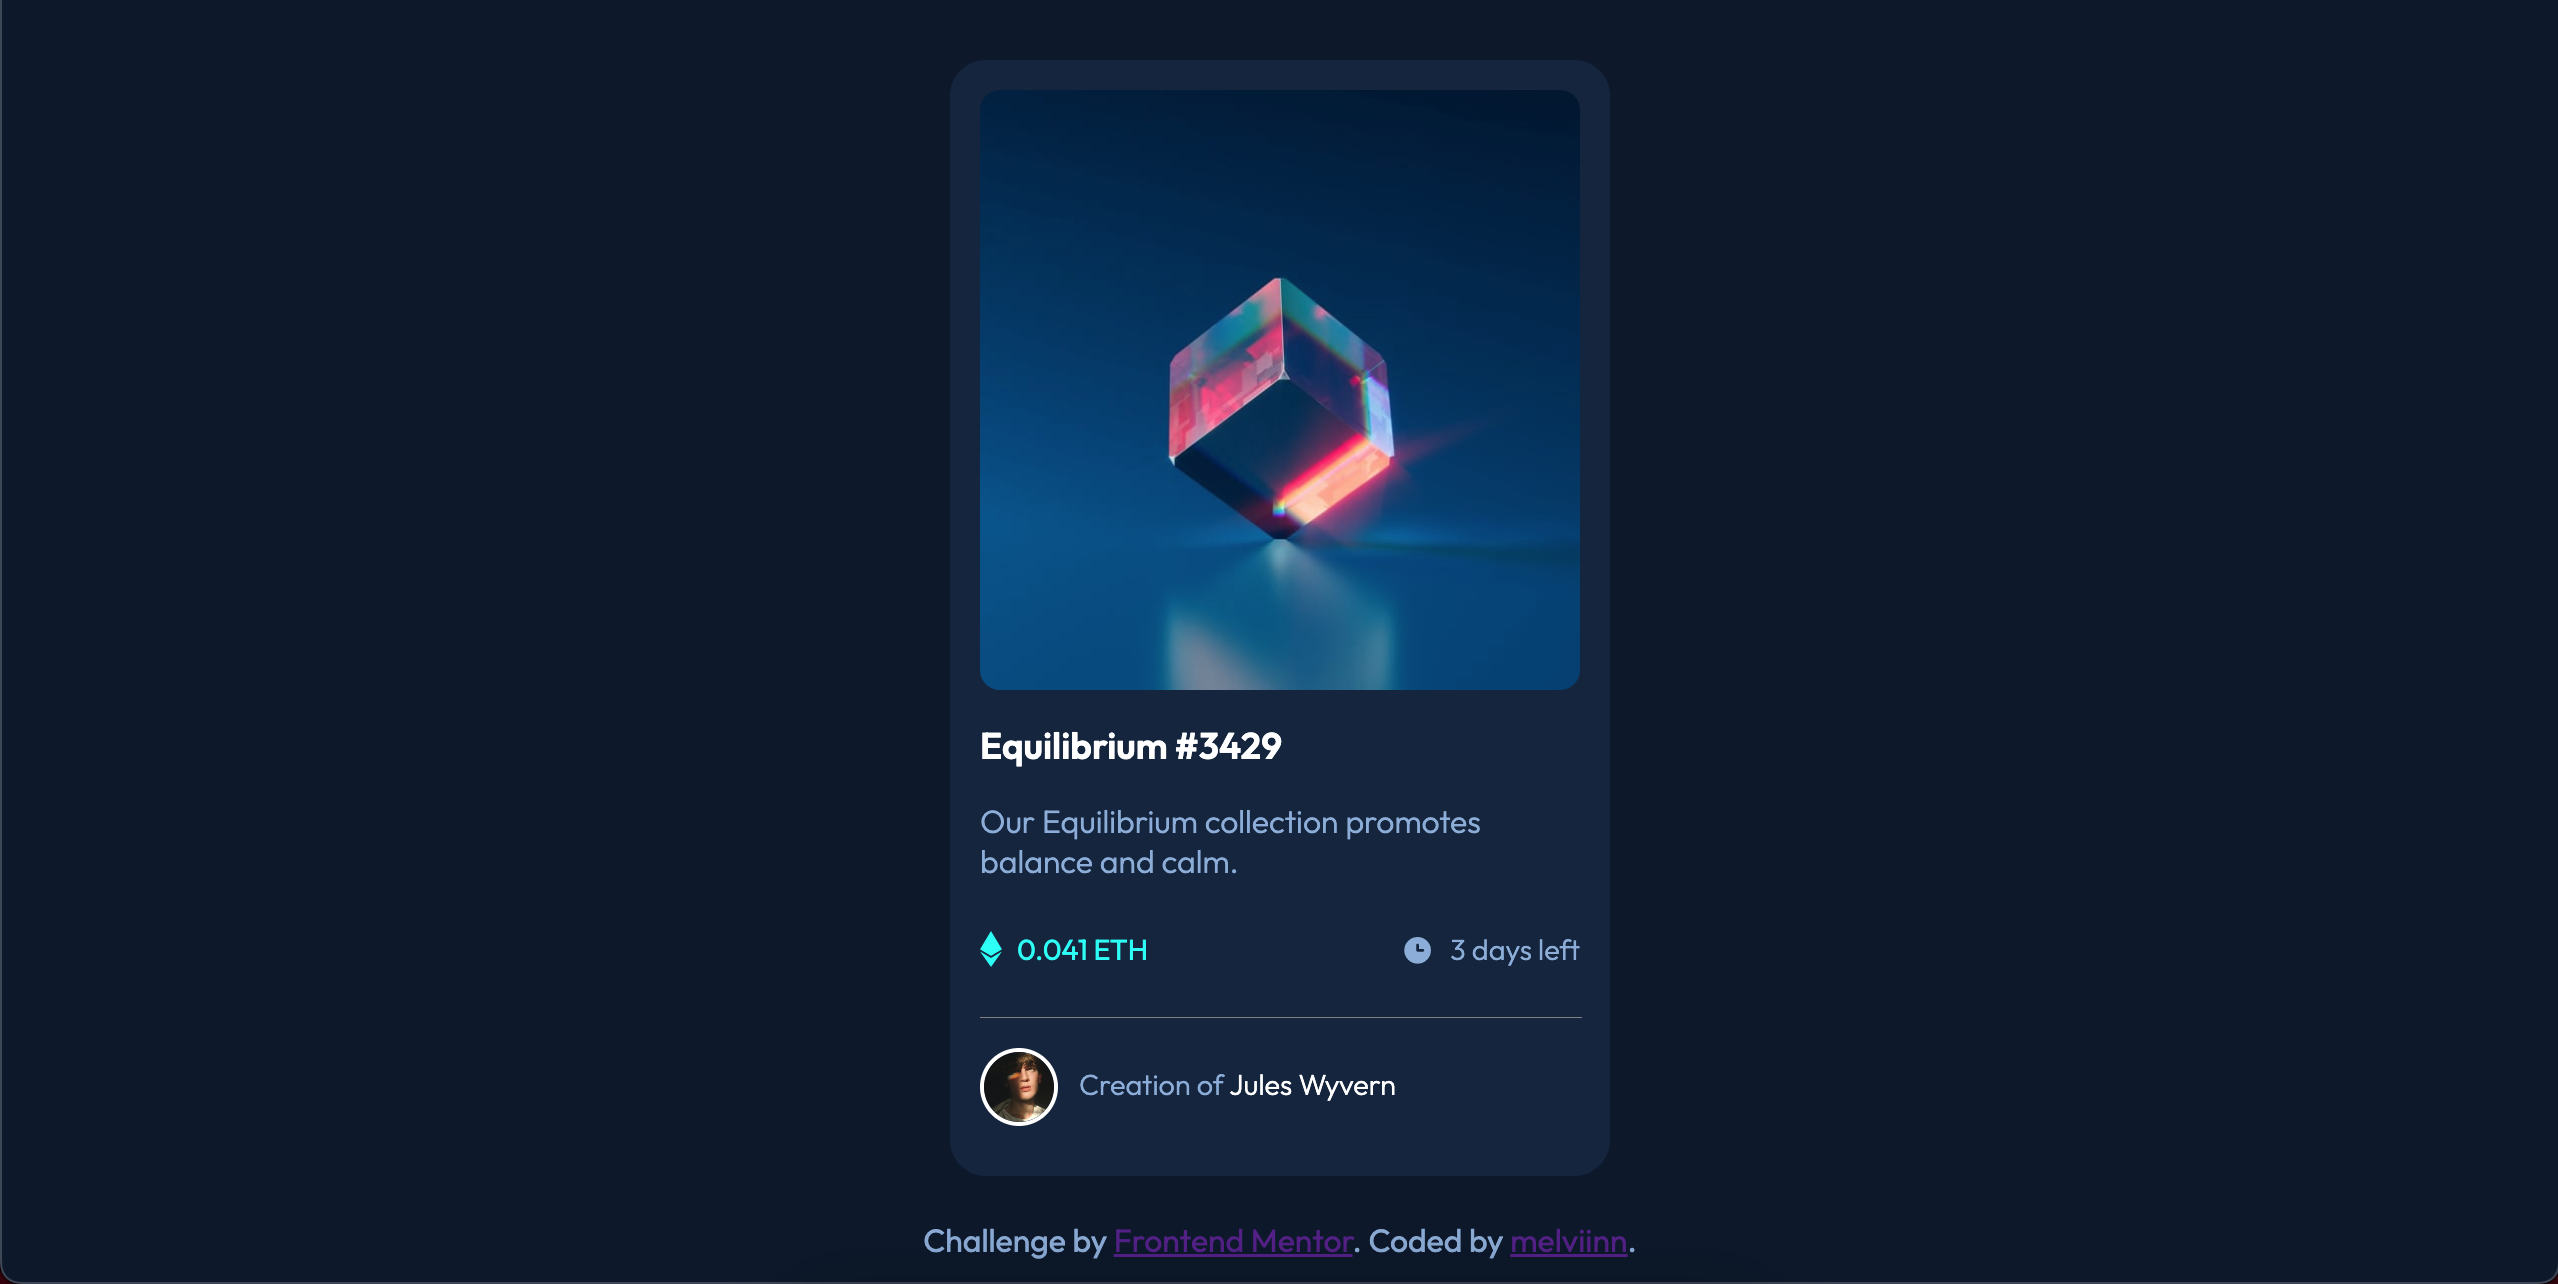 Equilibrium #3429
Our Equilibrium collection promotes
balance and calm.
0.041 ETH
3 days left
Creation of Jules Wyvern
Challenge by Frontend Mentor. Coded by melviinn.